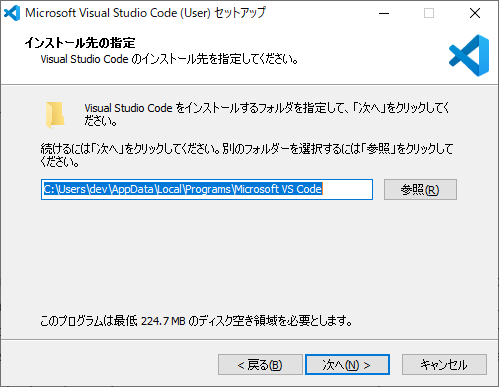 Microsoft Visual Studio Code (User) セットアップ
インストール先の指定
Visual Studio Code のインストール先を指定してください。
Visual Studio Code をインストールするフォルダを指定して、「次へ」をクリックしてく
ださい。
続けるには「次へ」をクリックしてください。別のフォルダーを選択するには「参照」をクリックして
ください。
C:\Users\dev\AppData\Local\Programs\Microsoft VS Code
参照(R)
このプログラムは最低 224.7 MB のディスク空き領域を必要とします。
< 戻る(B)
次へ(N) >
キャンセル